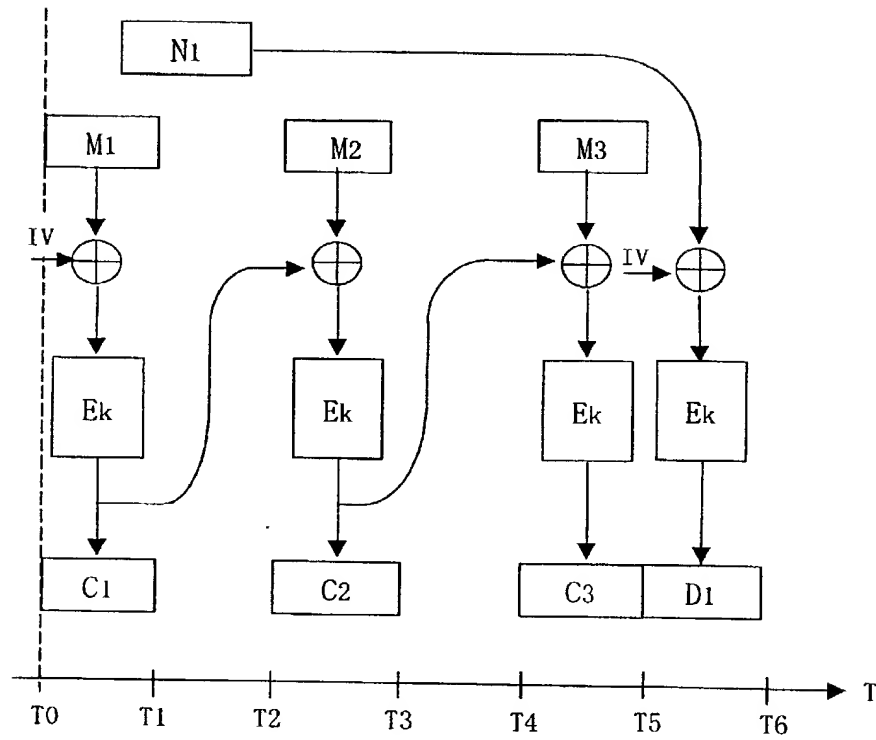 N1
M1 M2 M3
IV IV
Ek Ek Ek Ek
C1 C2 C3 D1
T
T0 T1 T2 T3 T4 T5 T6